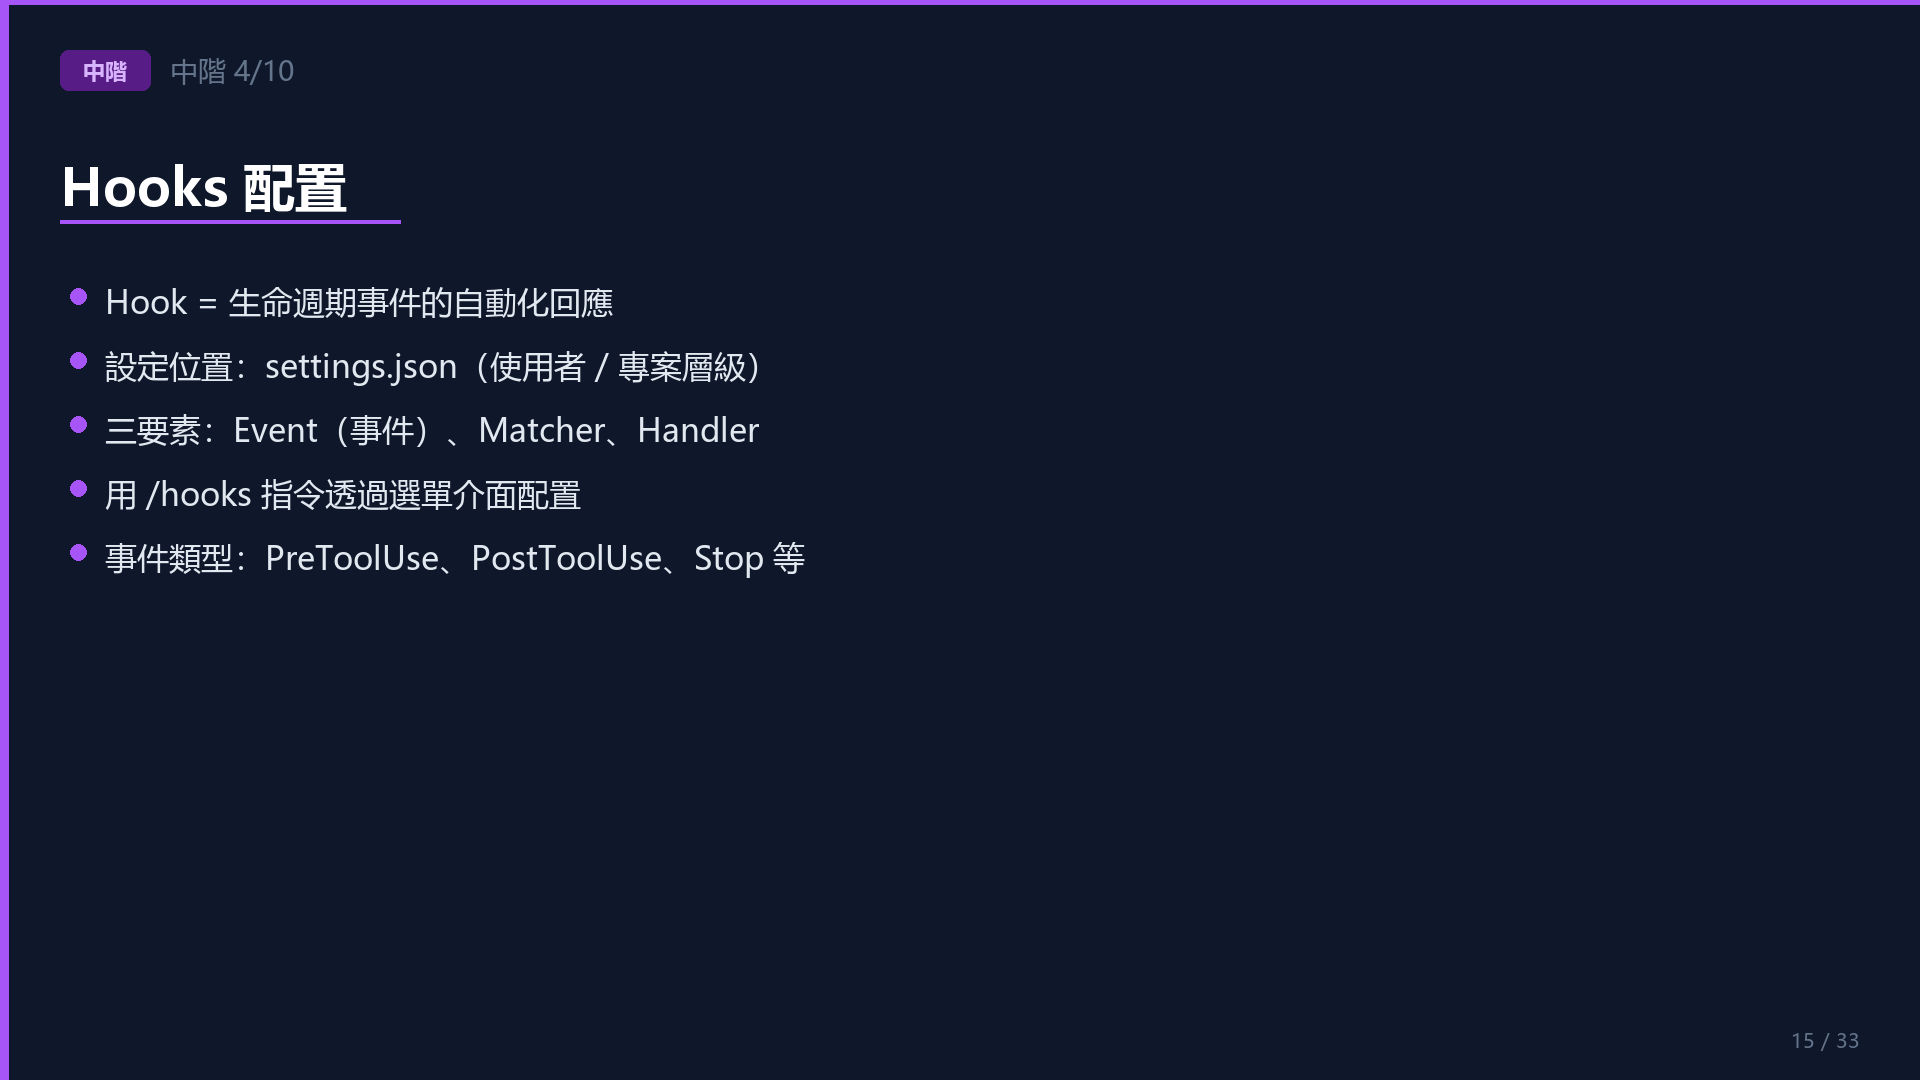 中階
中階 4/10
Hooks 配置
Hook = 生命週期事件的自動化回應
設定位置：settings.json（使用者 / 專案層級）
三要素：Event（事件）、Matcher、Handler
用 /hooks 指令透過選單介面配置
事件類型：PreToolUse、PostToolUse、Stop 等
15 / 33